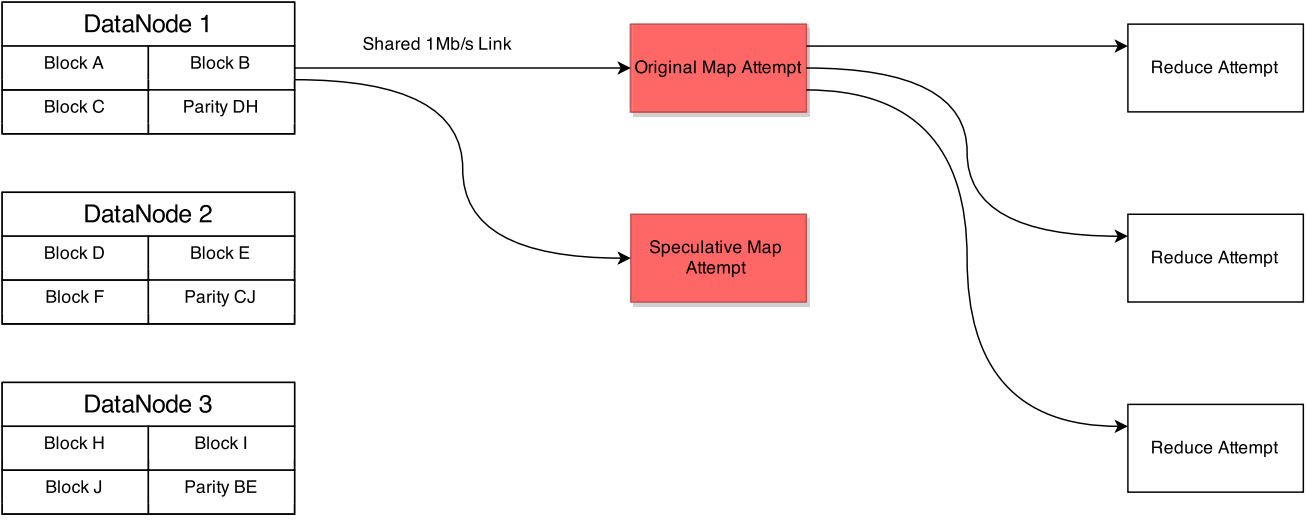 DataNode 1
Block A
Block B
Block C
Parity DH
Shared 1Mb/s Link
Original Map Attempt
Reduce Attempt
DataNode 2
Block D
Block E
Block F
Parity CJ
Speculative Map
Attempt
Reduce Attempt
DataNode 3
Block H
Block I
Block J
Parity BE
Reduce Attempt